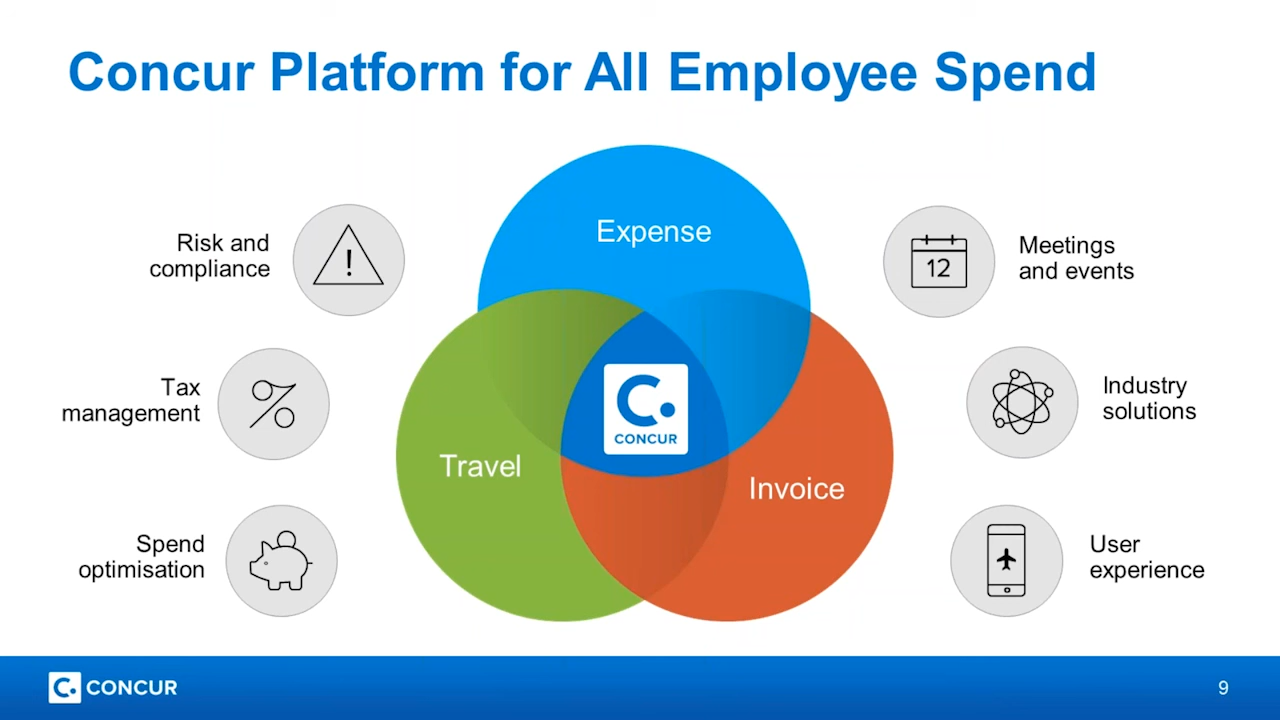 Concur Platform for All Employee Spend
Expense
Risk and
compliance
12
Meetings
and events
Tax
management
C.
CONCUR
Industry
solutions
Travel
Invoice
Spend
optimisation
User
experience
C. CONCUR
9